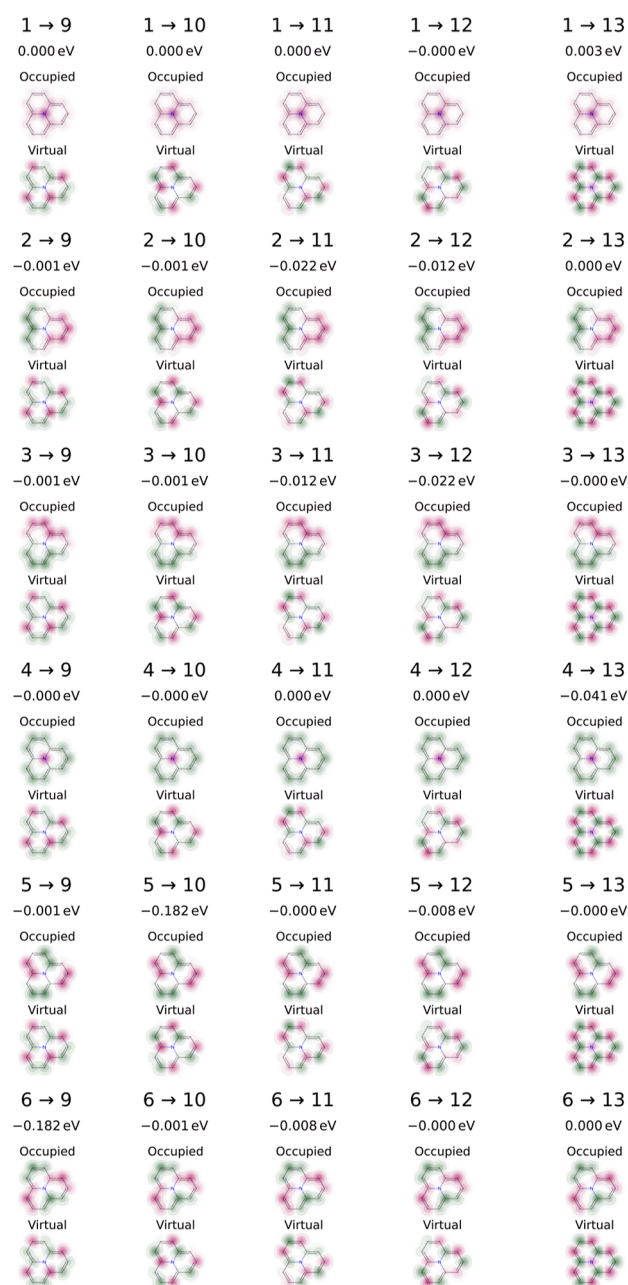 1 → 9 1 → 10 1 → 11 1 → 12 1 → 13
0.000 eV 0.000 eV 0.000 eV −0.000 eV 0.003 eV
Occupied Occupied Occupied Occupied Occupied
N N N N N
Virtual Virtual Virtual Virtual Virtual
N N N N N
2 → 9 2 → 10 2 → 11 2 → 12 2 → 13
−0.001 eV −0.001 eV −0.022 eV −0.012 eV 0.000 eV
Occupied Occupied Occupied Occupied Occupied
N N N N N
Virtual Virtual Virtual Virtual Virtual
N N N N N
3 → 9 3 → 10 3 → 11 3 → 12 3 → 13
−0.001 eV −0.001 eV −0.012 eV −0.022 eV −0.000 eV
Occupied Occupied Occupied Occupied Occupied
N N N N N
Virtual Virtual Virtual Virtual Virtual
N N N N N
4 → 9 4 → 10 4 → 11 4 → 12 4 → 13
−0.000 eV −0.000 eV 0.000 eV 0.000 eV −0.041 eV
Occupied Occupied Occupied Occupied Occupied
N N N N N
Virtual Virtual Virtual Virtual Virtual
N N N N N
5 → 9 5 → 10 5 → 11 5 → 12 5 → 13
−0.001 eV −0.182 eV −0.000 eV −0.008 eV −0.000 eV
Occupied Occupied Occupied Occupied Occupied
N N N N N
Virtual Virtual Virtual Virtual Virtual
N N N N N
6 → 9 6 → 10 6 → 11 6 → 12 6 → 13
−0.182 eV −0.001 eV −0.008 eV −0.000 eV 0.000 eV
Occupied Occupied Occupied Occupied Occupied
N N N N N
Virtual Virtual Virtual Virtual Virtual
N N N N N